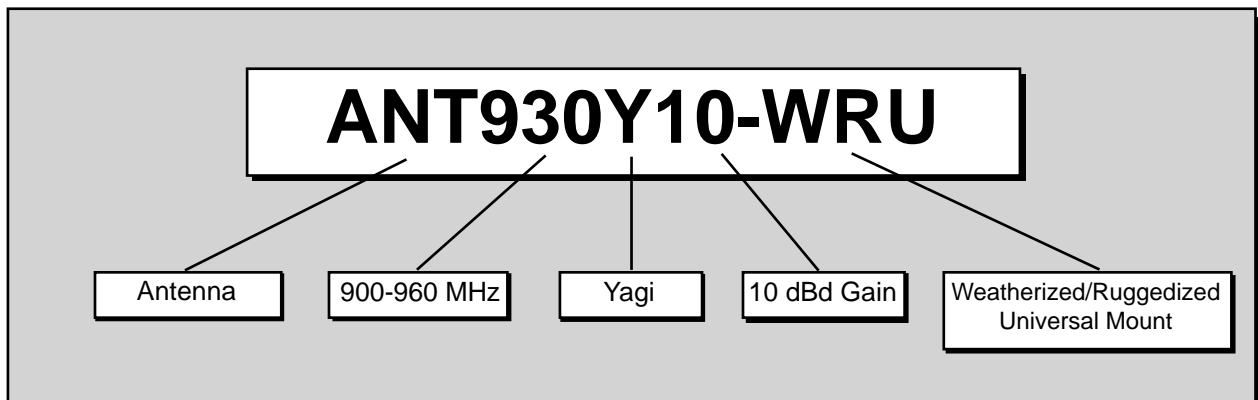 ANT930Y10-WRU
Antenna
900-960 MHz
Yagi
10 dBd Gain
Weatherized/Ruggedized
Universal Mount